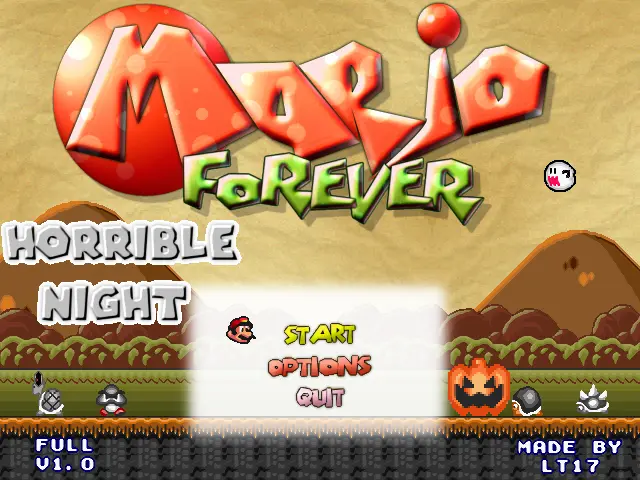 MARIO
FOREVER
HORRIBLE
NIGHT
START
OPTIONS
QUIT
FULL
V1.0
MADE BY
LT17